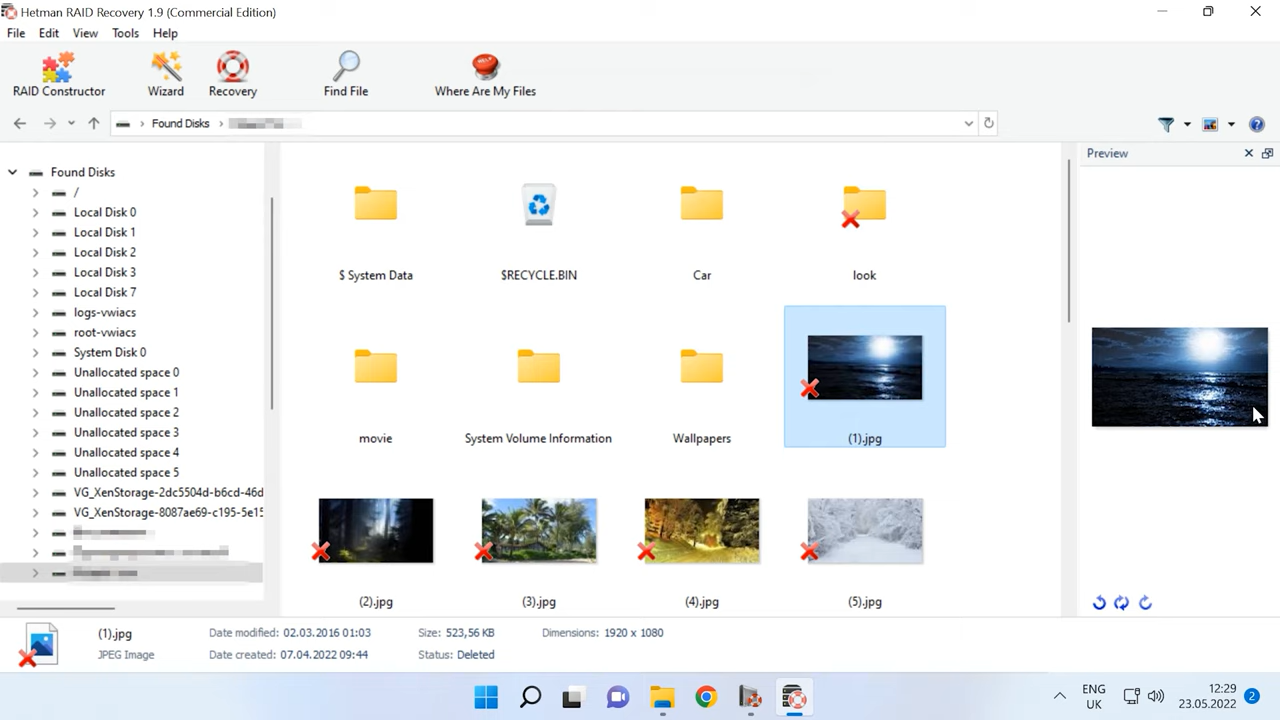 Hetman RAID Recovery 1.9 (Commercial Edition)
File Edit View Tools Help
RAID Constructor Wizard Recovery Find File Where Are My Files
Found Disks
Preview
Found Disks
/
Local Disk 0
Local Disk 1
Local Disk 2
Local Disk 3
Local Disk 7
logs-vwiacs
root-vwiacs
System Disk 0
Unallocated space 0
Unallocated space 1
Unallocated space 2
Unallocated space 3
Unallocated space 4
Unallocated space 5
VG_XenStorage-2dc5504d-b6cd-46d
VG_XenStorage-8087ae69-c195-5e15
$ System Data $RECYCLE.BIN Car look
movie System Volume Information Wallpapers (1).jpg
(2).jpg (3).jpg (4).jpg (5).jpg
(1).jpg Date modified: 02.03.2016 01:03 Size: 523,56 KB Dimensions: 1920 x 1080
JPEG Image Date created: 07.04.2022 09:44 Status: Deleted
ENG 12:29
UK 23.05.2022 2